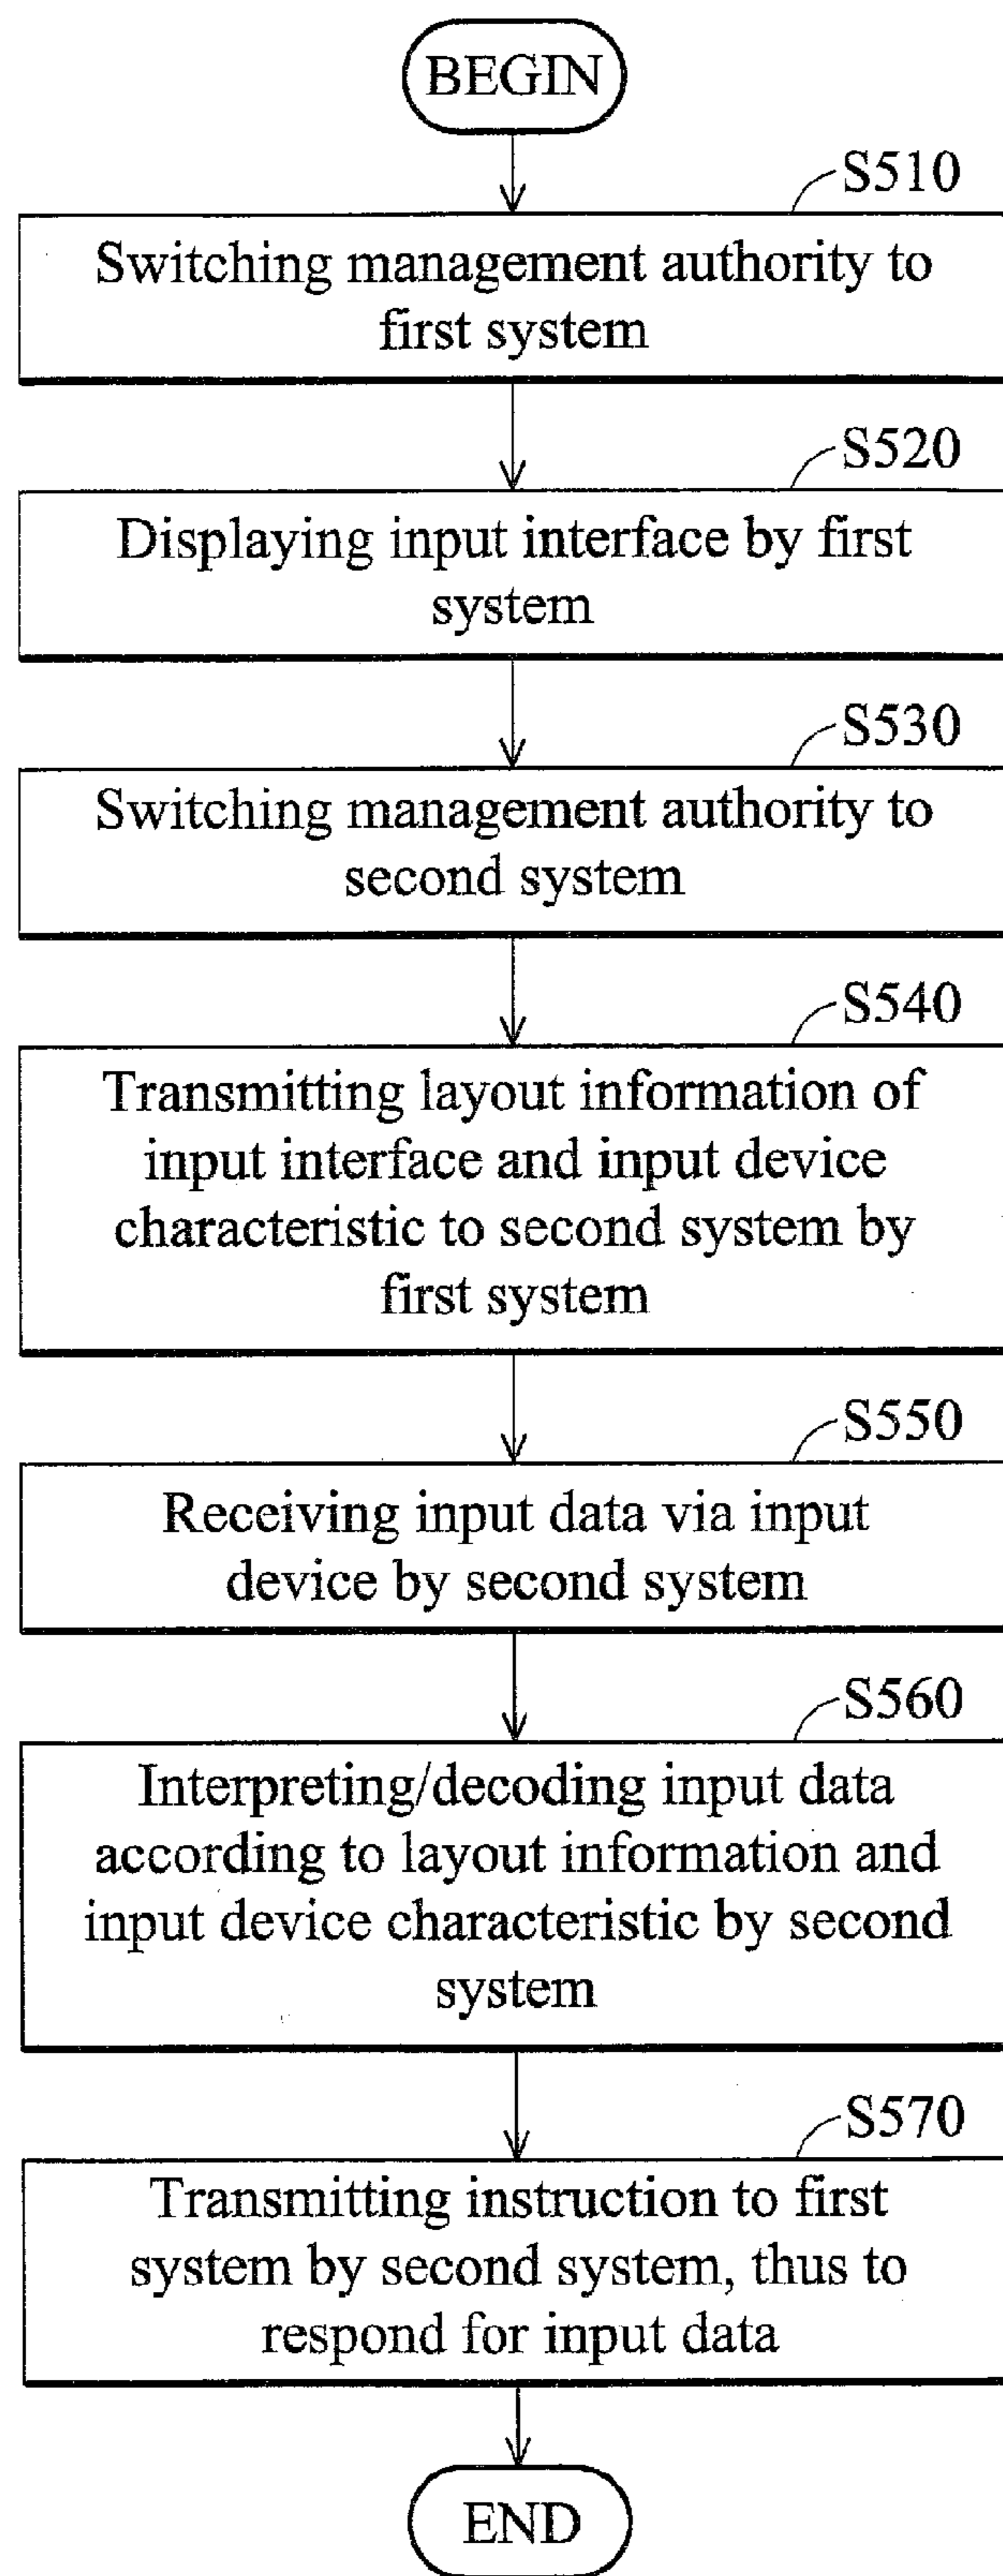 BEGIN
S510
Switching management authority to
first system
S520
Displaying input interface by first
system
S530
Switching management authority to
second system
S540
Transmitting layout information of
input interface and input device
characteristic to second system by
first system
S550
Receiving input data via input
device by second system
S560
Interpreting/decoding input data
according to layout information and
input device characteristic by second
system
S570
Transmitting instruction to first
system by second system, thus to
respond for input data
END